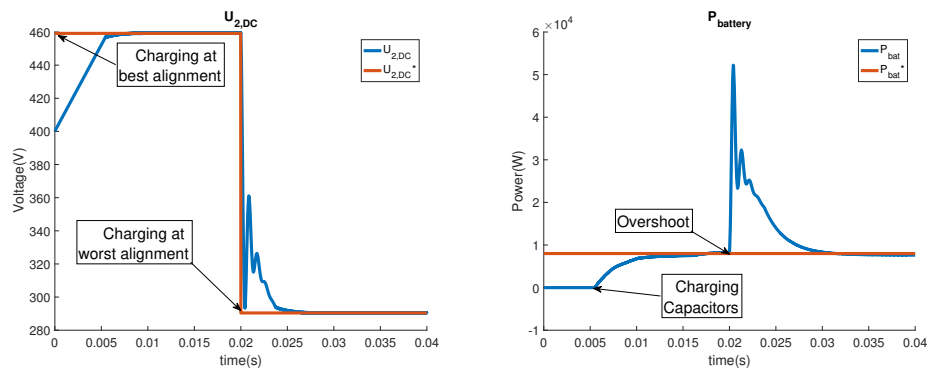 U2,DC
460
440
420
400
380
360
340
320
300
280
Voltage(V)
0
0.005
0.01
0.015
0.02
0.025
0.03
0.035
0.04
time(s)
U2,DC
U2,DC*
Charging at
best alignment
Charging at
worst alignment
Pbattery
×10^4
6
5
4
3
2
1
0
-1
Power(W)
0
0.005
0.01
0.015
0.02
0.025
0.03
0.035
0.04
time(s)
Pbat
Pbat*
Overshoot
Charging
Capacitors